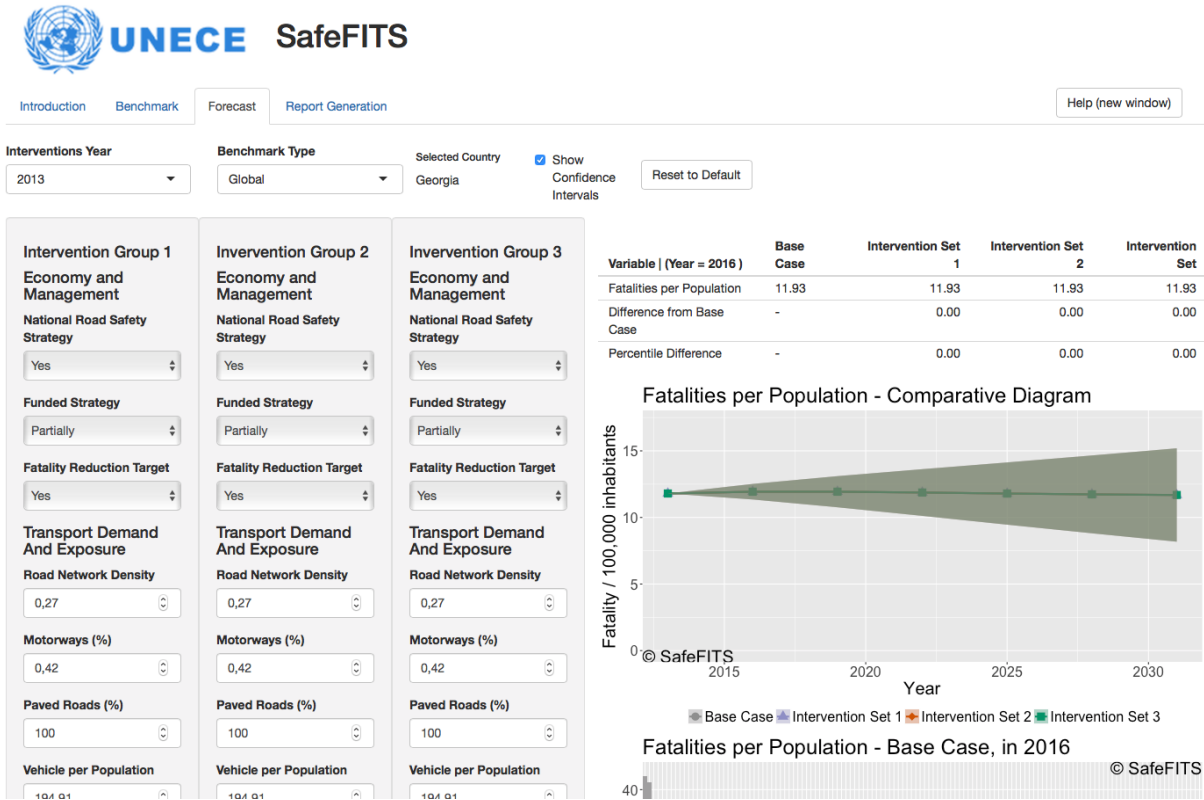 UNECE SafeFITS
Introduction Benchmark Forecast Report Generation Help (new window)
Interventions Year
2013
Benchmark Type
Global
Selected Country
Georgia
Show
Confidence
Intervals
Reset to Default
Intervention Group 1
Economy and
Management
National Road Safety
Strategy
Yes
Funded Strategy
Partially
Fatality Reduction Target
Yes
Transport Demand
And Exposure
Road Network Density
0,27
Motorways (%)
0,42
Paved Roads (%)
100
Vehicle per Population
194,91
Invervention Group 2
Economy and
Management
National Road Safety
Strategy
Yes
Funded Strategy
Partially
Fatality Reduction Target
Yes
Transport Demand
And Exposure
Road Network Density
0,27
Motorways (%)
0,42
Paved Roads (%)
100
Vehicle per Population
194,91
Invervention Group 3
Economy and
Management
National Road Safety
Strategy
Yes
Funded Strategy
Partially
Fatality Reduction Target
Yes
Transport Demand
And Exposure
Road Network Density
0,27
Motorways (%)
0,42
Paved Roads (%)
100
Vehicle per Population
194,91
Base Intervention Set Intervention Set Intervention
Variable | (Year = 2016 ) Case 1 2 Set
Fatalities per Population 11.93 11.93 11.93 11.93
Difference from Base - 0.00 0.00 0.00
Case
Percentile Difference - 0.00 0.00 0.00
Fatalities per Population - Comparative Diagram
Fatality / 100,000 inhabitants
15
10
5
0
© SafeFITS
2015 2020 2025 2030
Year
Base Case Intervention Set 1 Intervention Set 2 Intervention Set 3
Fatalities per Population - Base Case, in 2016
© SafeFITS
40